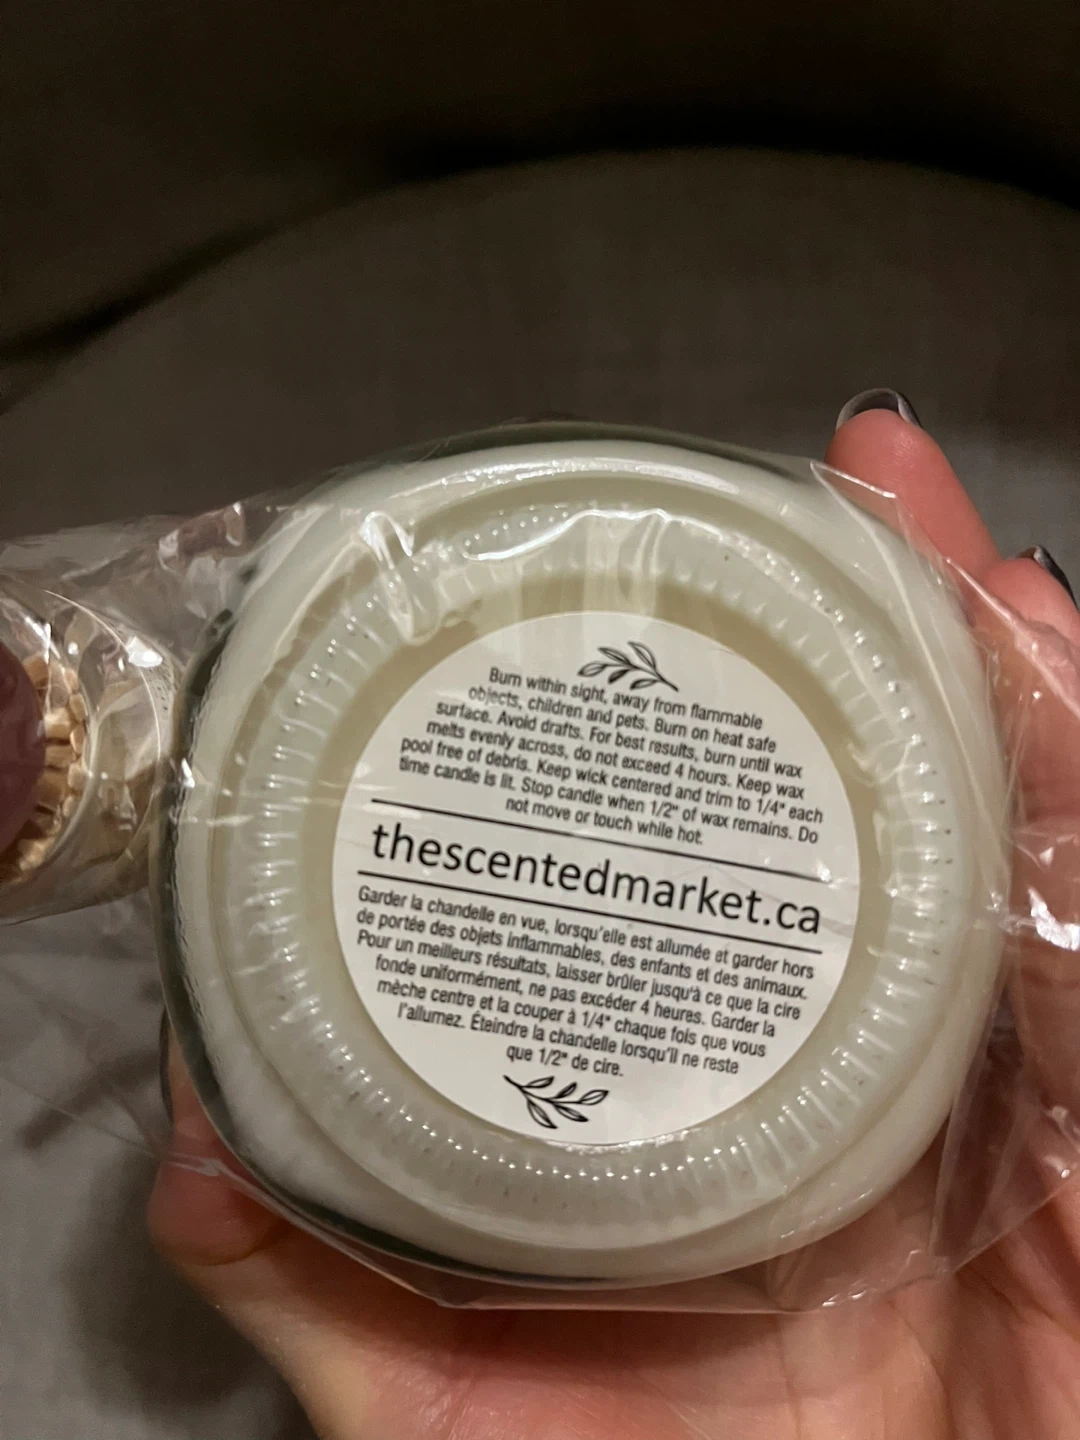 Burn within sight, away from flammable
objects, children and pets. Burn on heat safe
surface. Avoid drafts. For best results, burn until wax
melts evenly across, do not exceed 4 hours. Keep wax
pool free of debris. Keep wick centered and trim to 1/4" each
time candle is lit. Stop candle when 1/2" of wax remains. Do
not move or touch while hot.
thescentedmarket.ca
Garder la chandelle en vue, lorsqu'elle est allumée et garder hors
de portée des objets inflammables, des enfants et des animaux.
Pour un meilleurs résultats, laisser brûler jusqu'à ce que la cire
fonde uniformément, ne pas excéder 4 heures. Garder la
mèche centre et la couper à 1/4" chaque fois que vous
l'allumez. Éteindre la chandelle lorsqu'il ne reste
que 1/2" de cire.